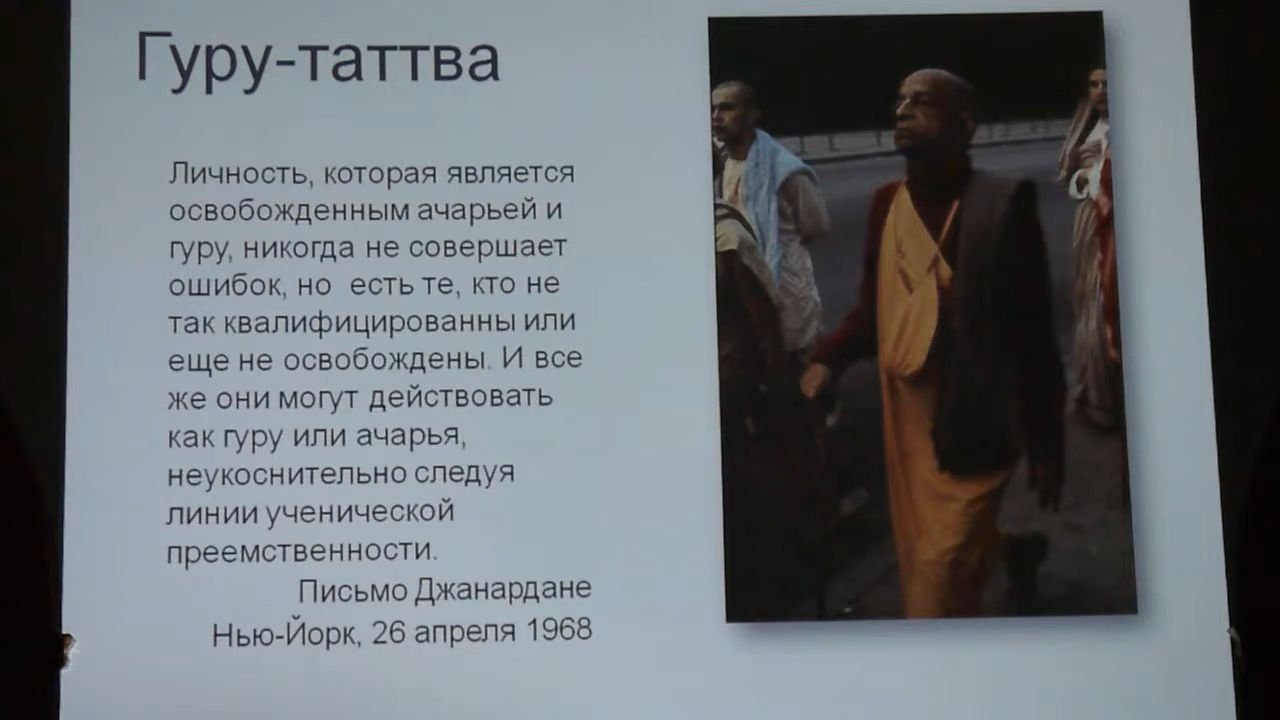 Гуру-таттва
Личность, которая является
освобожденным ачарьей и
гуру, никогда не совершает
ошибок, но есть те, кто не
так квалифицированны или
еще не освобождены. И все
же они могут действовать
как гуру или ачарья,
неукоснительно следуя
линии ученической
преемственности.
Письмо Джанардане
Нью-Йорк, 26 апреля 1968